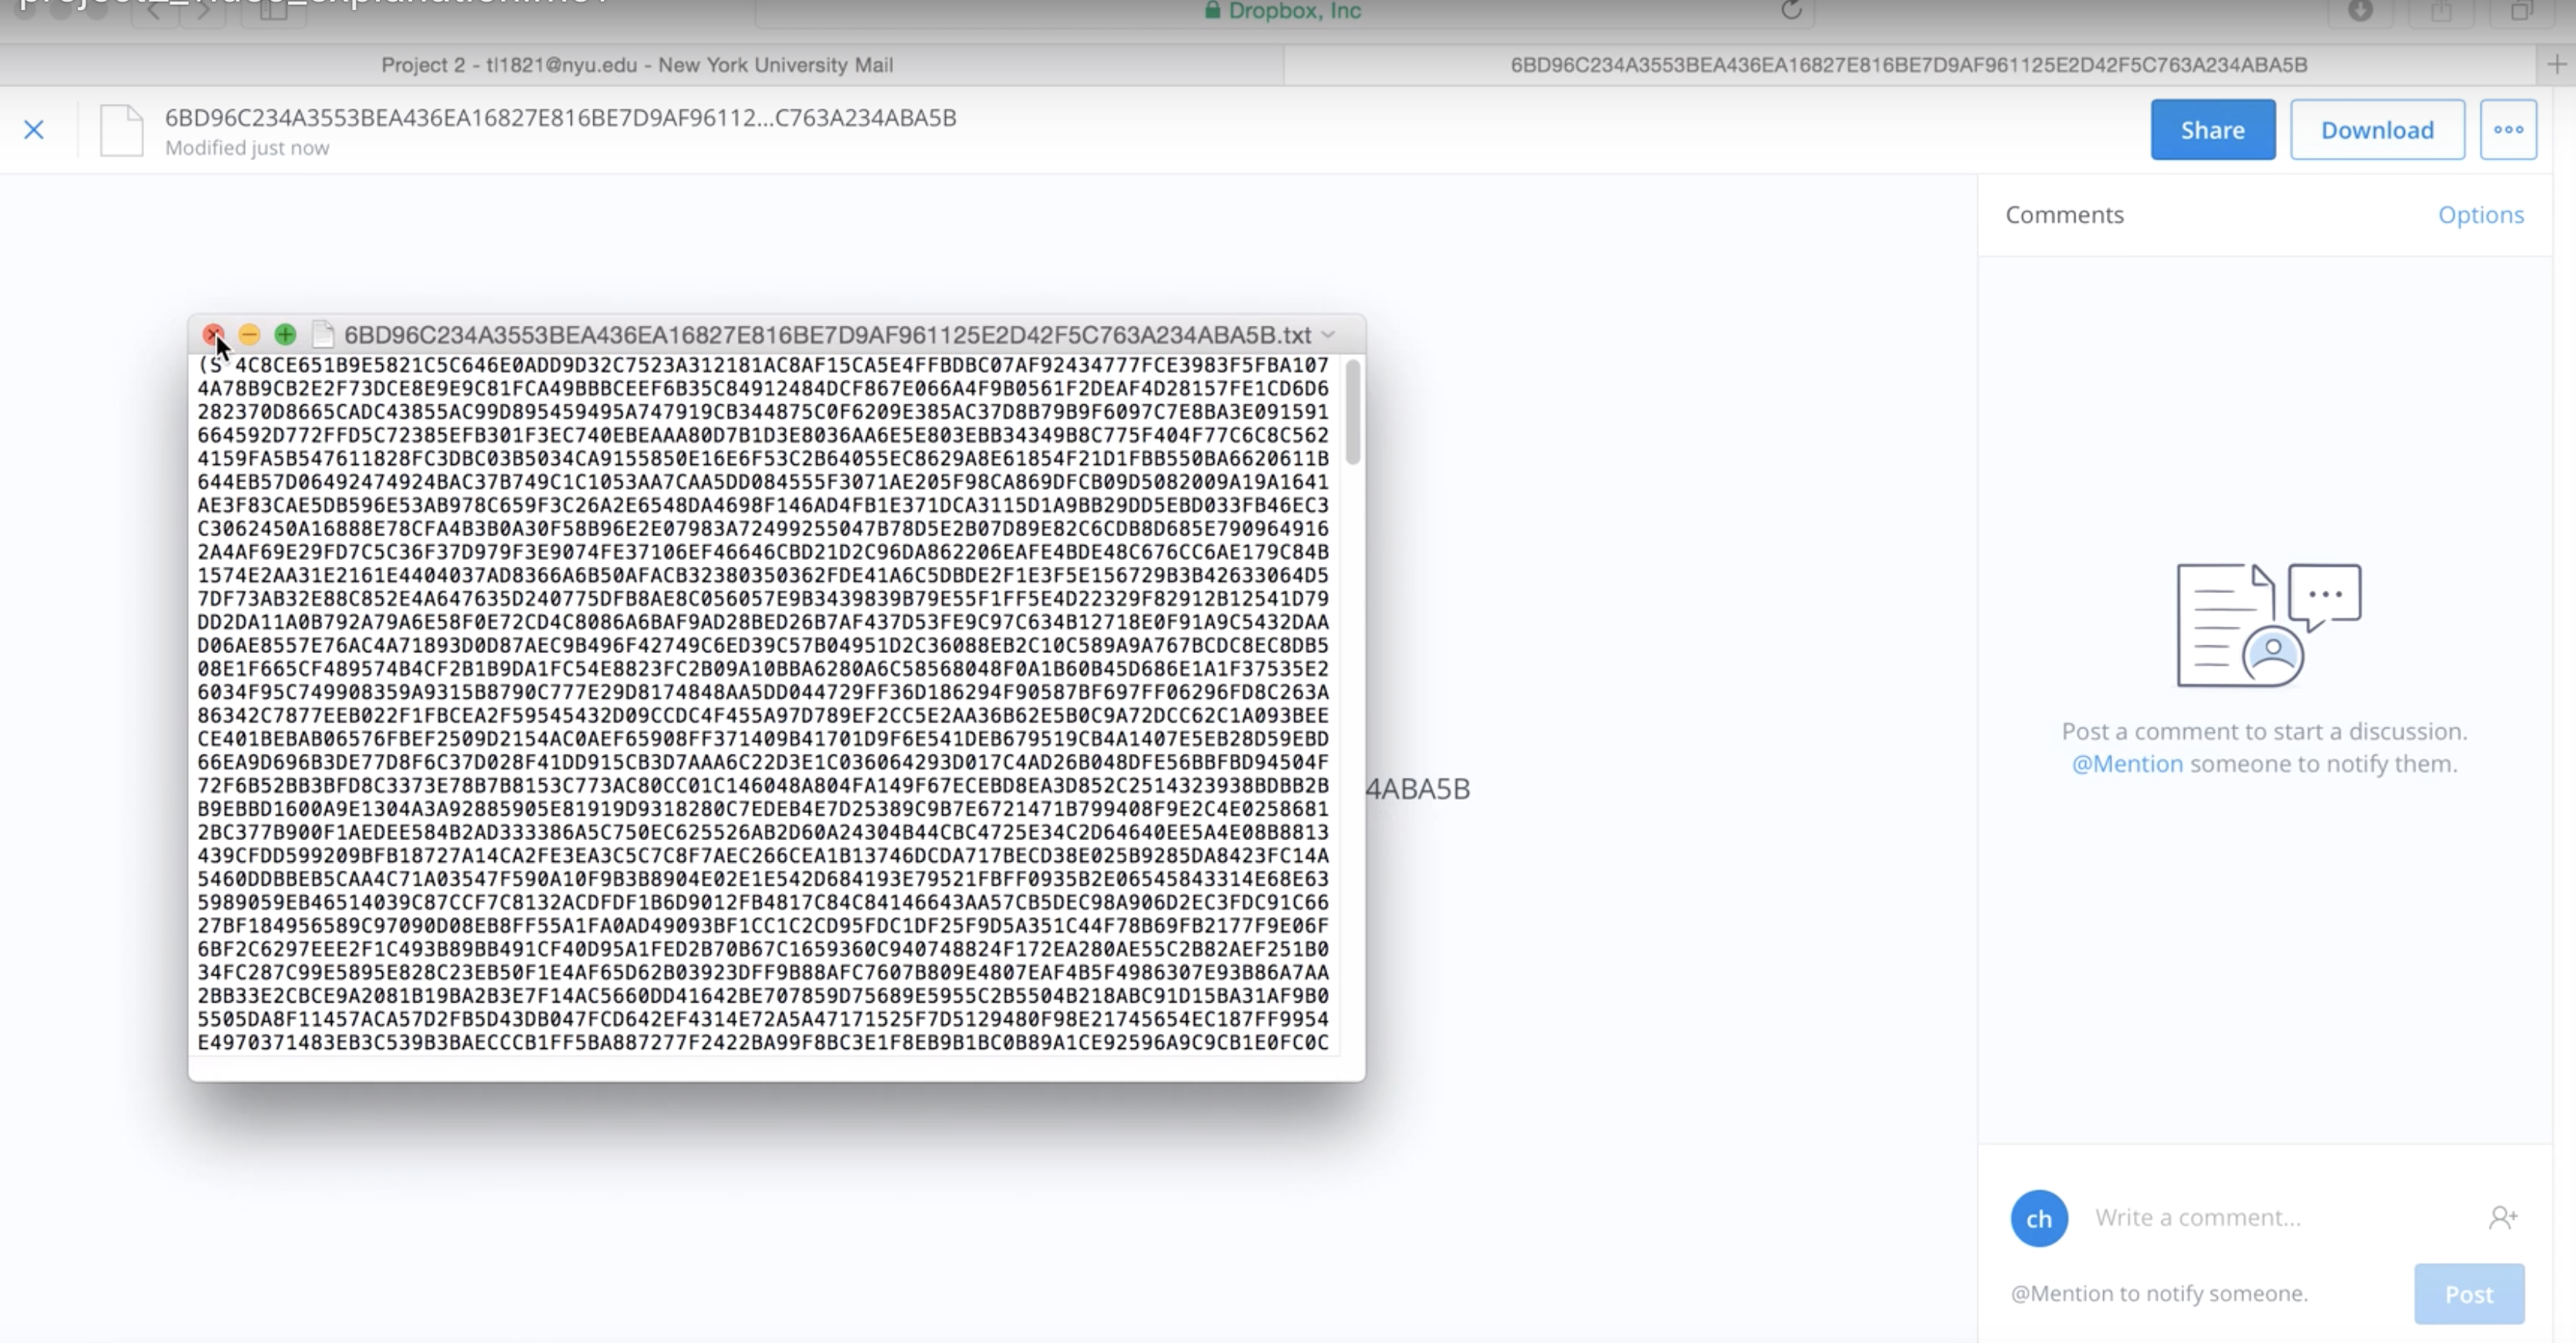 Dropbox, Inc
Project 2 - tl1821@nyu.edu - New York University Mail
6BD96C234A3553BEA436EA16827E816BE7D9AF961125E2D42F5C763A234ABA5B
6BD96C234A3553BEA436EA16827E816BE7D9AF96112...C763A234ABA5B
Modified just now
Share
Download
Comments
Options
6BD96C234A3553BEA436EA16827E816BE7D9AF961125E2D42F5C763A234ABA5B.txt
(S'4C8CE651B9E5821C5C646E0ADD9D32C7523A312181AC8AF15CA5E4FFBDBC07AF92434777FCE3983F5FBA107
4A78B9CB2E2F73DCE8E9E9C81FCA49BBBCEEF6B35C84912484DCF867E066A4F9B0561F2DEAF4D28157FE1CD6D6
282370D8665CADC43855AC99D895459495A747919CB344875C0F6209E385AC37D8B79B9F6097C7E8BA3E091591
664592D772FFD5C72385EFB301F3EC740EBEAAA80D7B1D3E8036AA6E5E803EBB34349B8C775F404F77C6C8C562
4159FA5B547611828FC3DBC03B5034CA9155850E16E6F53C2B64055EC8629A8E61854F21D1FBB550BA6620611B
644EB57D06492474924BAC37B749C1C1053AA7CAA5DD084555F3071AE205F98CA869DFCB09D5082009A19A1641
AE3F83CAE5DB596E53AB978C659F3C26A2E6548DA4698F146AD4FB1E371DCA3115D1A9BB29DD5EBD033FB46EC3
C3062450A16888E78CFA4B3B0A30F58B96E2E07983A72499255047B78D5E2B07D89E82C6CDB8D685E790964916
2A4AF69E29FD7C5C36F37D979F3E9074FE37106EF46646CBD21D2C96DA862206EAFE4BDE48C676CC6AE179C84B
1574E2AA31E2161E4404037AD8366A6B50AFACB32380350362FDE41A6C5DBDE2F1E3F5E156729B3B42633064D5
7DF73AB32E88C852E4A647635D240775DFB8AE8C056057E9B3439839B79E55F1FF5E4D22329F82912B12541D79
DD2DA11A0B792A79A6E58F0E72CD4C8086A6BAF9AD28BED26B7AF437D53FE9C97C634B12718E0F91A9C5432DAA
D06AE8557E76AC4A71893D0D87AEC9B496F42749C6ED39C57B04951D2C36088EB2C10C589A9A767BCDC8EC8DB5
08E1F665CF489574B4CF2B1B9DA1FC54E8823FC2B09A10BBA6280A6C58568048F0A1B60B45D686E1A1F37535E2
6034F95C749908359A9315B8790C777E29D8174848AA5DD044729FF36D186294F90587BF697FF06296FD8C263A
86342C7877EEB022F1FBCEA2F59545432D09CCDC4F455A97D789EF2CC5E2AA36B62E5B0C9A72DCC62C1A093BEE
CE401BEBAB06576FBEF2509D2154AC0AEF65908FF371409B41701D9F6E541DEB679519CB4A1407E5EB28D59EBD
66EA9D696B3DE77D8F6C37D028F41DD915CB3D7AAA6C22D3E1C036064293D017C4AD26B048DFE56BBFBD94504F
72F6B52BB3BFD8C3373E78B7B8153C773AC80CC01C146048A804FA149F67ECEBD8EA3D852C2514323938BDBB2B
B9EBBD1600A9E1304A3A92885905E81919D9318280C7EDEB4E7D25389C9B7E6721471B799408F9E2C4E0258681
2BC377B900F1AEDEE584B2AD333386A5C750EC625526AB2D60A24304B44CBC4725E34C2D64640EE5A4E08B8813
439CFDD599209BFB18727A14CA2FE3EA3C5C7C8F7AEC266CEA1B13746DCDA717BECD38E025B9285DA8423FC14A
5460DDBBEB5CAA4C71A03547F590A10F9B3B8904E02E1E542D684193E79521FBFF0935B2E06545843314E68E63
5989059EB46514039C87CCF7C8132ACDFDF1B6D9012FB4817C84C84146643AA57CB5DEC98A906D2EC3FDC91C66
27BF184956589C97090D08EB8FF55A1FA0AD49093BF1CC1C2CD95FDC1DF25F9D5A351C44F78B69FB2177F9E06F
6BF2C6297EEE2F1C493B89BB491CF40D95A1FED2B70B67C1659360C940748824F172EA280AE55C2B82AEF251B0
34FC287C99E5895E828C23EB50F1E4AF65D62B03923DFF9B88AFC7607B809E4807EAF4B5F4986307E93B86A7AA
2BB33E2CBCE9A2081B19BA2B3E7F14AC5660DD41642BE707859D75689E5955C2B5504B218ABC91D15BA31AF9B0
5505DA8F11457ACA57D2FB5D43DB047FCD642EF4314E72A5A47171525F7D5129480F98E21745654EC187FF9954
E4970371483EB3C539B3BAECCCB1FF5BA887277F2422BA99F8BC3E1F8EB9B1BC0B89A1CE92596A9C9CB1E0FC0C
4ABA5B
Post a comment to start a discussion.
@Mention someone to notify them.
ch
Write a comment...
@Mention to notify someone.
Post